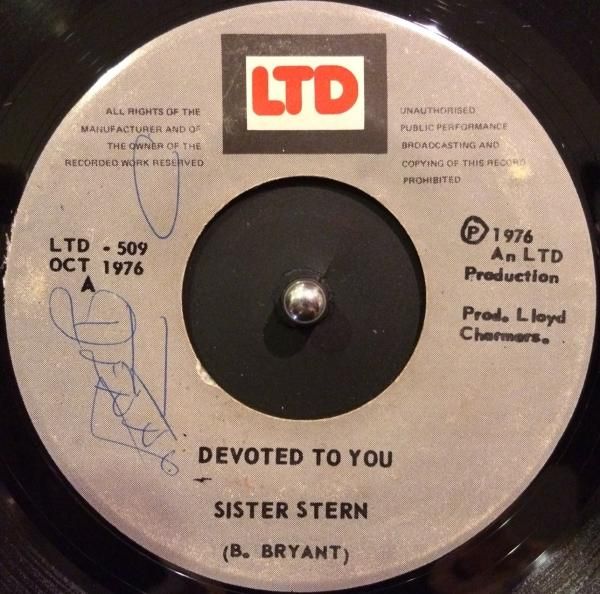 LTD
ALL RIGHTS OF THE
MANUFACTURER AND OF
THE OWNER OF THE
RECORDED WORK RESERVED
UNAUTHORISED
PUBLIC PERFORMANCE
BROADCASTING AND
COPYING OF THIS RECORD
PROHIBITED
LTD - 509
OCT 1976
A
Ⓟ 1976
An LTD
Production
Prod. Lloyd
Charmers.
DEVOTED TO YOU
SISTER STERN
(B. BRYANT)